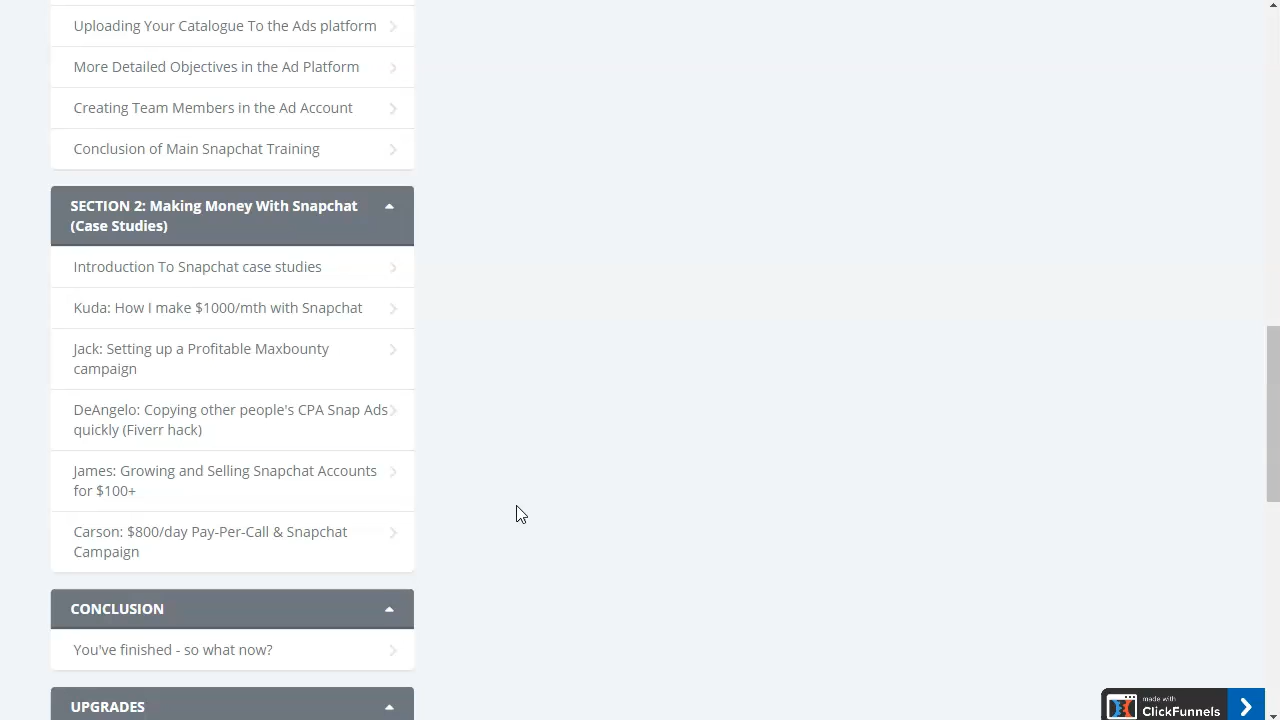 Uploading Your Catalogue To the Ads platform
More Detailed Objectives in the Ad Platform
Creating Team Members in the Ad Account
Conclusion of Main Snapchat Training
SECTION 2: Making Money With Snapchat
(Case Studies)
Introduction To Snapchat case studies
Kuda: How I make $1000/mth with Snapchat
Jack: Setting up a Profitable Maxbounty
campaign
DeAngelo: Copying other people's CPA Snap Ads
quickly (Fiverr hack)
James: Growing and Selling Snapchat Accounts
for $100+
Carson: $800/day Pay-Per-Call & Snapchat
Campaign
CONCLUSION
You've finished - so what now?
UPGRADES
made with
ClickFunnels